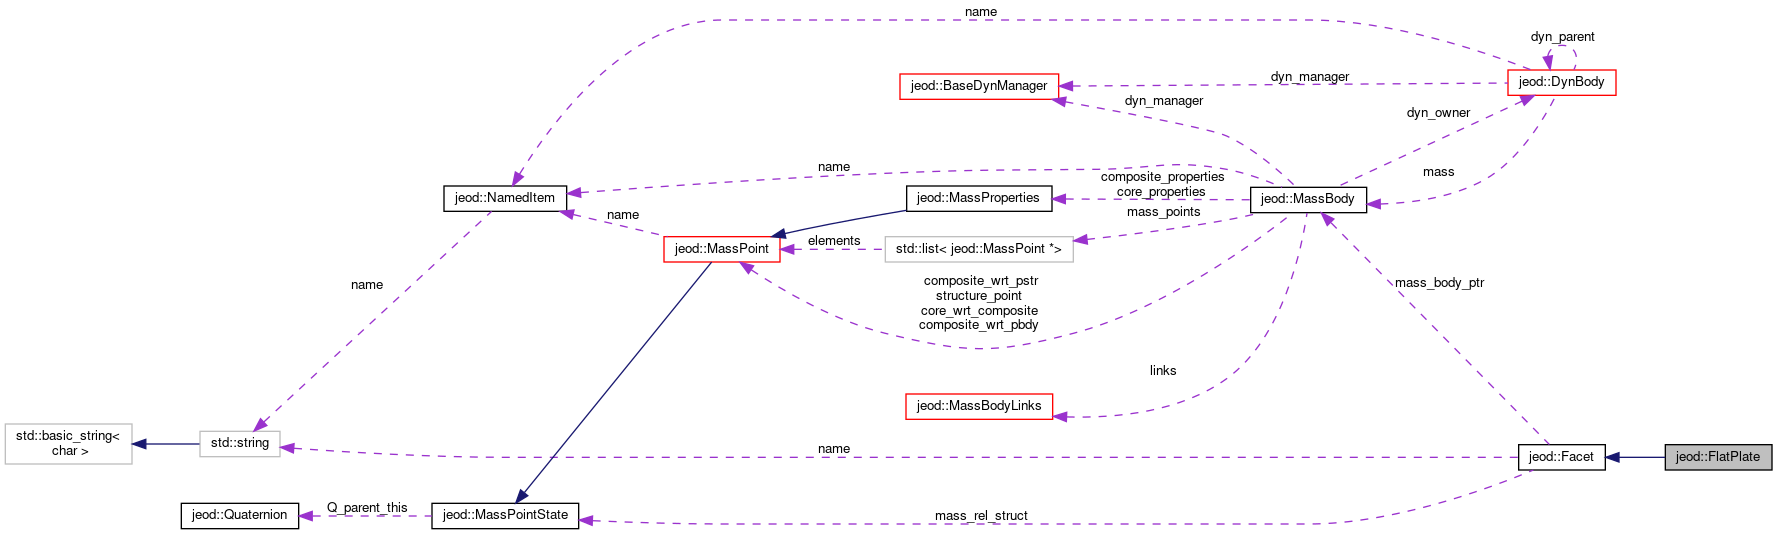 name
dyn_parent
jeod::DynBody
dyn_manager
jeod::BaseDynManager
dyn_manager
dyn_owner
name
mass
composite_properties
core_properties
jeod::NamedItem
jeod::MassProperties
jeod::MassBody
name
mass_points
elements
jeod::MassPoint
std::list< jeod::MassPoint *>
name
composite_wrt_pstr
structure_point
core_wrt_composite
composite_wrt_pbdy
mass_body_ptr
links
jeod::MassBodyLinks
std::basic_string<
char >
std::string
name
jeod::Facet
jeod::FlatPlate
jeod::Quaternion
Q_parent_this
jeod::MassPointState
mass_rel_struct